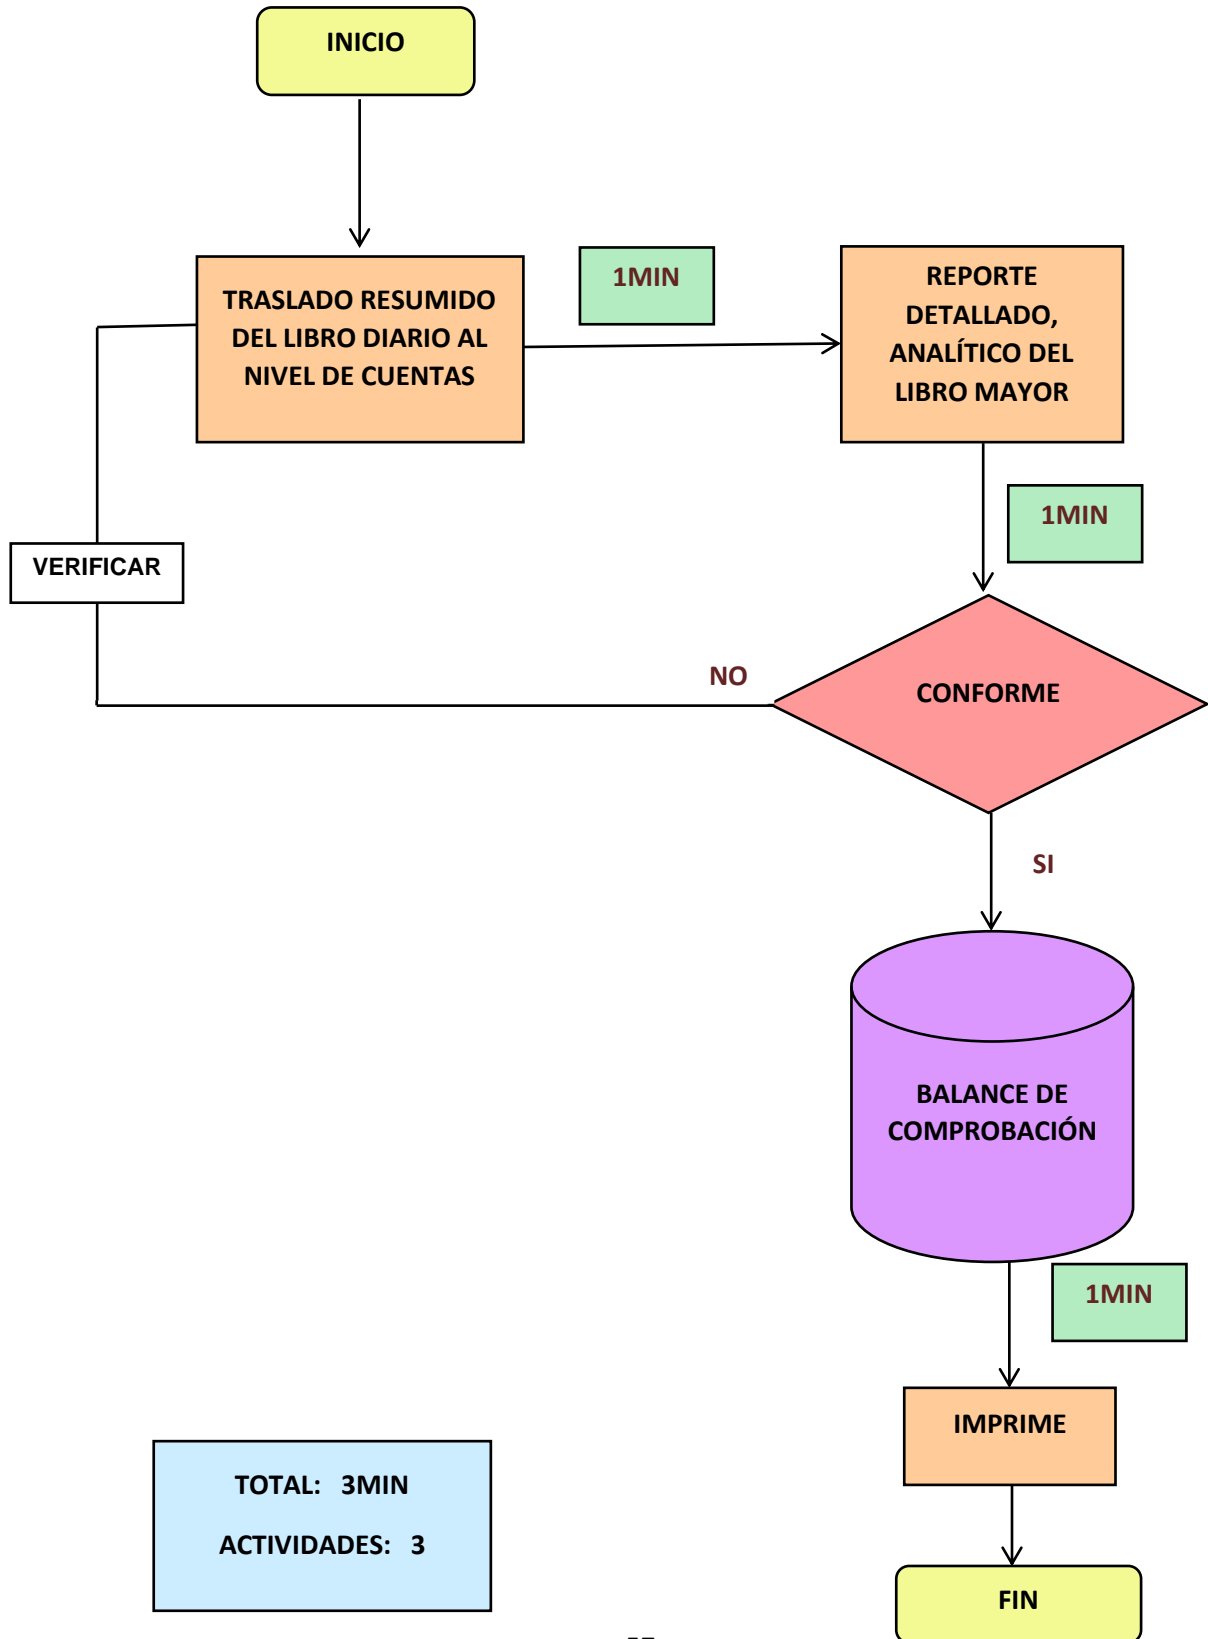 INICIO
TRASLADO RESUMIDO
DEL LIBRO DIARIO AL
NIVEL DE CUENTAS
1MIN
REPORTE
DETALLADO,
ANALÍTICO DEL
LIBRO MAYOR
1MIN
VERIFICAR
NO
CONFORME
SI
BALANCE DE
COMPROBACIÓN
1MIN
IMPRIME
TOTAL: 3MIN
ACTIVIDADES: 3
FIN